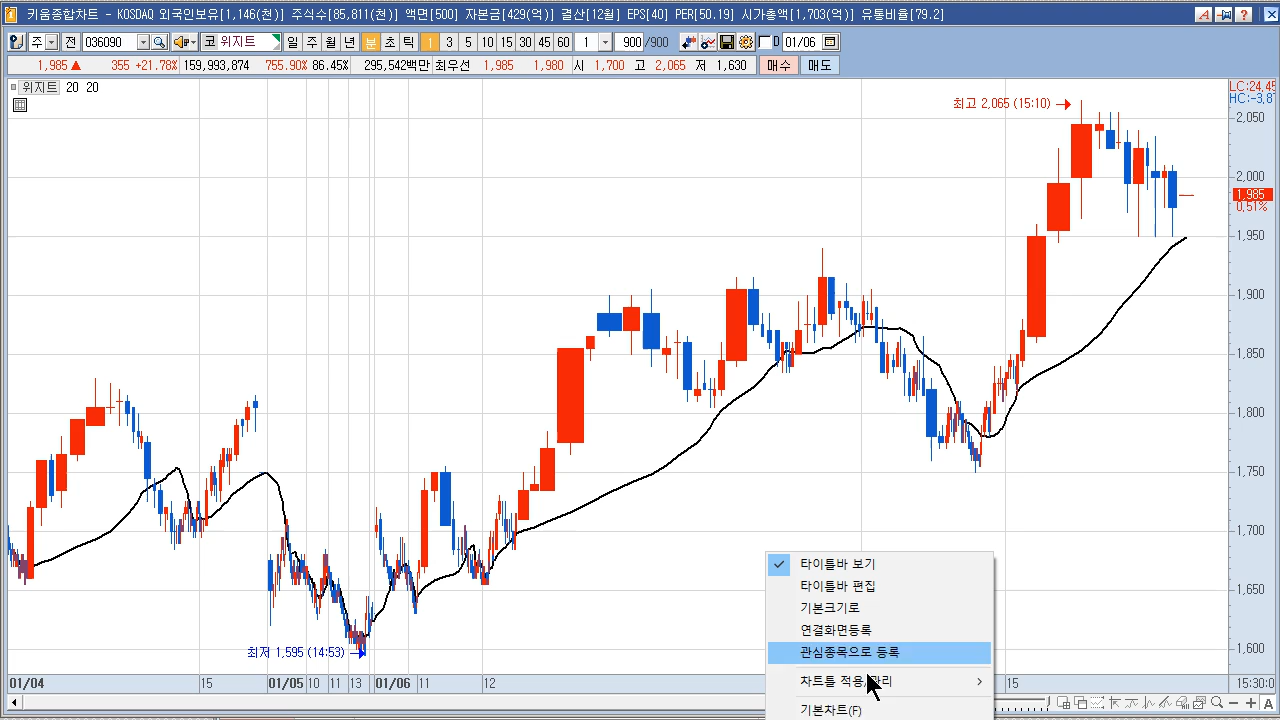 키움종합차트 - KOSDAQ 외국인보유[1,146(천)] 주식수[85,811(천)] 액면[500] 자본금[429(억)] 결산[12월] EPS[40] PER[51.19] 시가총액[1,703(억)] 유통비율[79.2]
주 전 036090 코 위지트 일 주 월 년 분 초 틱 1 3 5 10 15 30 45 60 1 900 /900 D 01/06
1,985 ▲ 355 +21.78% 159,993,874 755.90% 86.45% 295,542백만 최우선 1,985 1,980 시 1,700 고 2,065 저 1,630 매수 매도
위지트 20 20
LC:24,45
HC:-3,8
최고 2,065 (15:10)
2,050
2,000
1,985
0,51%
1,950
1,900
1,850
1,800
1,750
1,700
1,650
1,600
최저 1,595 (14:53)
타이틀바 보기
타이틀바 편집
기본크기로
연결화면등록
관심종목으로 등록
기본차트(F)
01/04 15 01/05 10 11 13 01/06 11 12 15 15:30:0
A